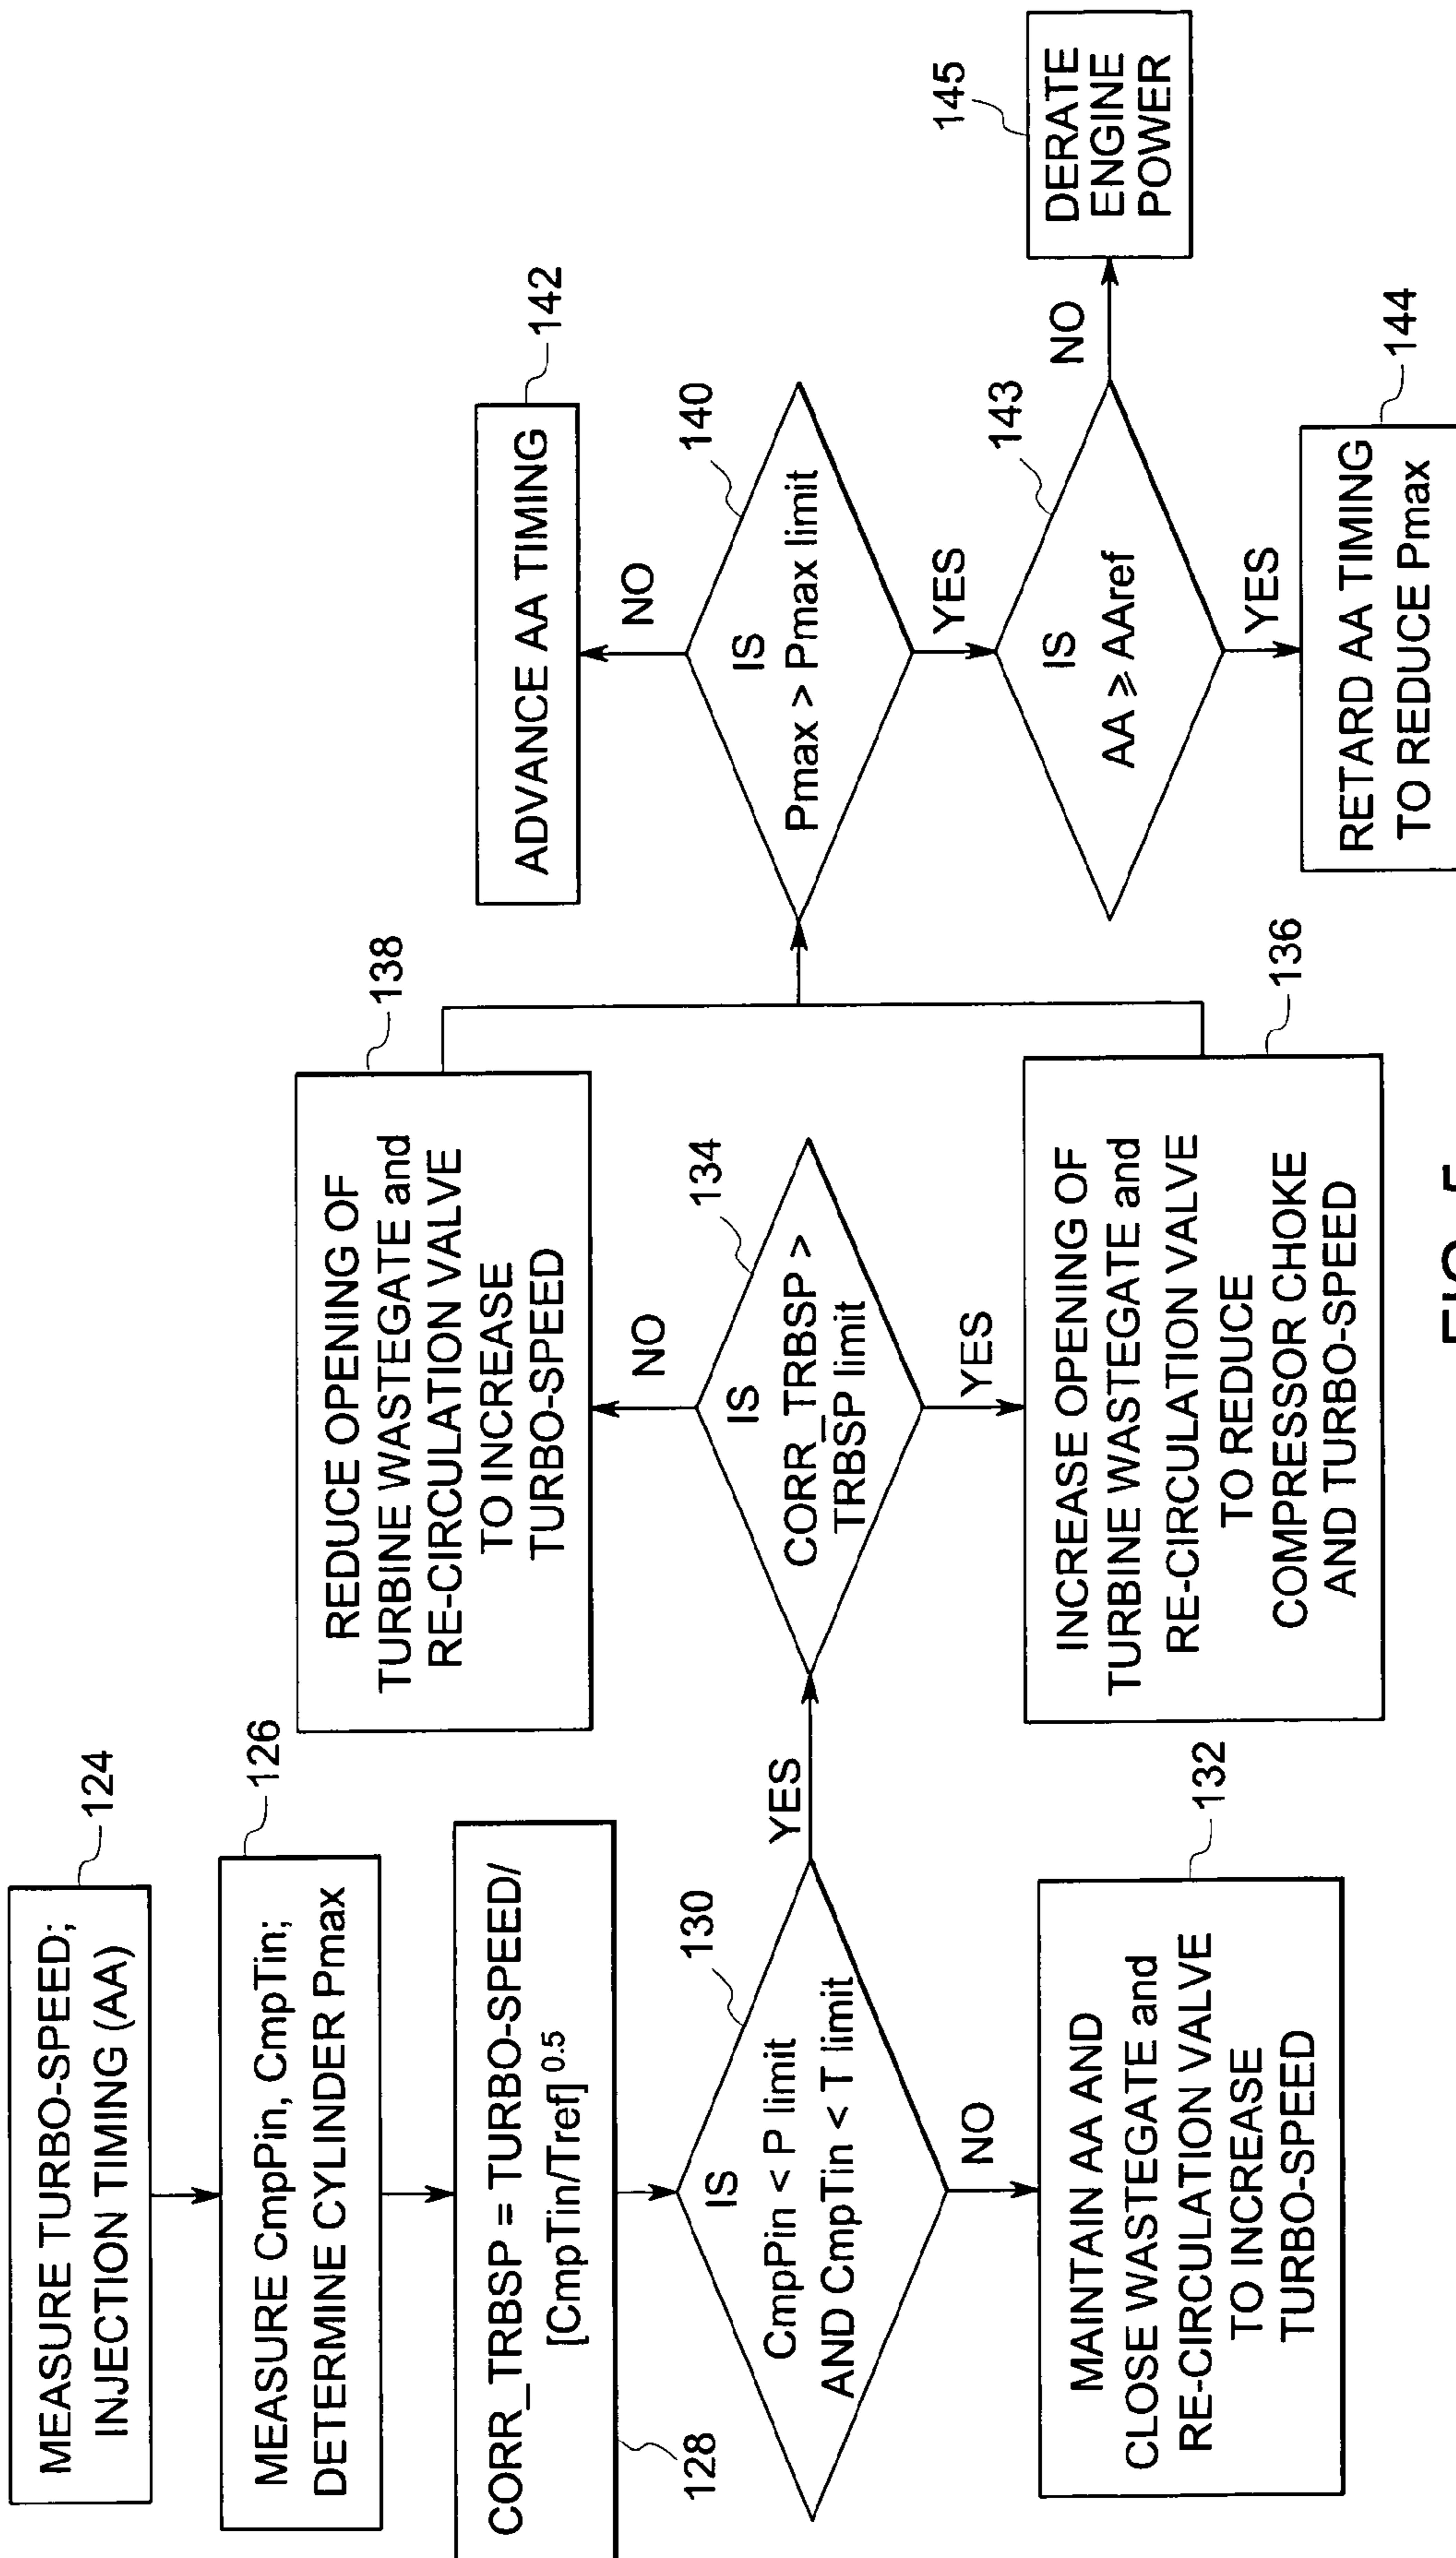 MEASURE TURBO-SPEED;
INJECTION TIMING (AA)
124
MEASURE CmpPin, CmpTin;
DETERMINE CYLINDER Pmax
126
CORR_TRBSP = TURBO-SPEED/
[CmpTin/Tref] 0.5
128
IS
CmpPin < P limit
AND CmpTin < T limit
130
YES
NO
MAINTAIN AA AND
CLOSE WASTEGATE and
RE-CIRCULATION VALVE
TO INCREASE
TURBO-SPEED
132
REDUCE OPENING OF
TURBINE WASTEGATE and
RE-CIRCULATION VALVE
TO INCREASE
TURBO-SPEED
138
NO
IS
CORR_TRBSP >
TRBSP limit
134
YES
INCREASE OPENING OF
TURBINE WASTEGATE and
RE-CIRCULATION VALVE
TO REDUCE
COMPRESSOR CHOKE
AND TURBO-SPEED
136
ADVANCE AA TIMING
142
NO
IS
Pmax > Pmax limit
140
YES
IS
AA ⩾ AAref
143
NO
DERATE
ENGINE
POWER
145
YES
RETARD AA TIMING
TO REDUCE Pmax
144